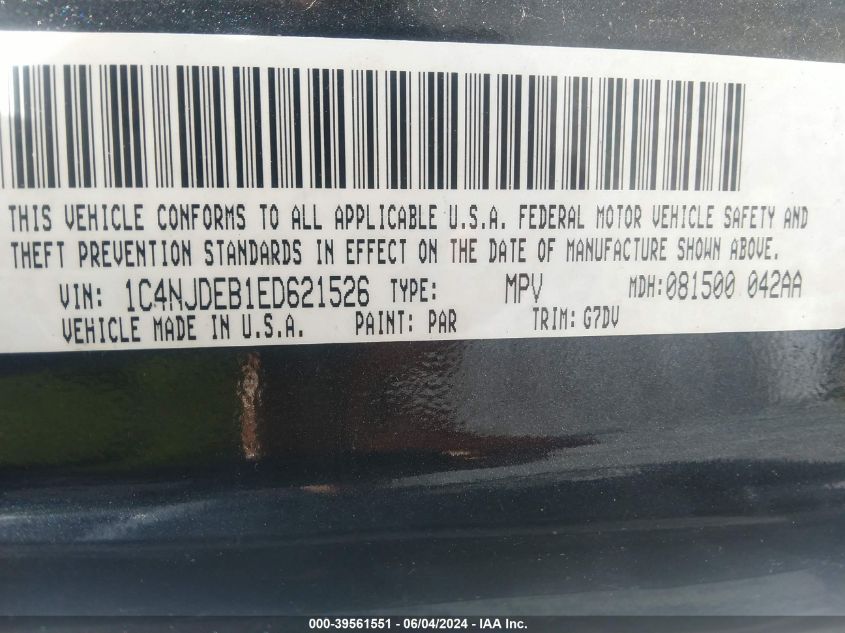 THIS VEHICLE CONFORMS TO ALL APPLICABLE U.S.A. FEDERAL MOTOR VEHICLE SAFETY AND
THEFT PREVENTION STANDARDS IN EFFECT ON THE DATE OF MANUFACTURE SHOWN ABOVE.
VIN: 1C4NJDEB1ED621526 TYPE: MPV MDH:081500 042AA
VEHICLE MADE IN U.S.A. PAINT: PAR TRIM: G7DV
000-39561551 - 06/04/2024 - IAA Inc.